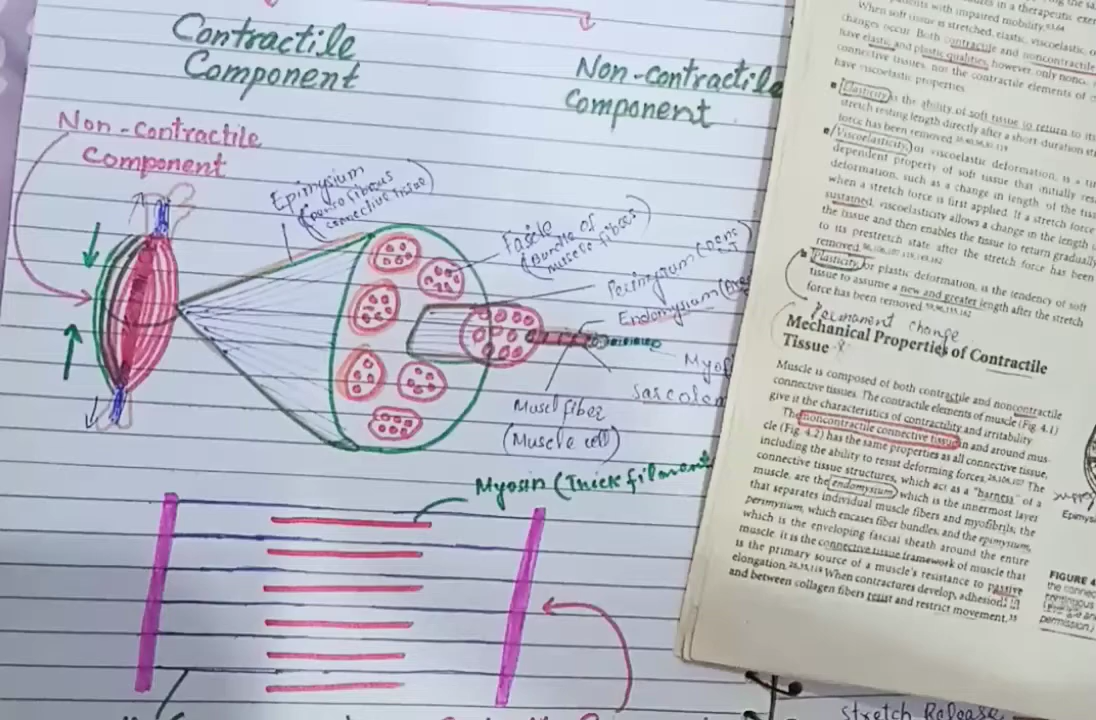 Contractile
Component
Non-contractile
Component
Non-Contractile
Component
Epimysium
connective tissue)
(Bundle of
muscle fibres)
Perimysium
Endomysium
Muscl fiber
(Muscle cell)
Myosin (Thick filament
stretch Release
with impaired mobility.
When soft tissue is stretched, elastic, viscoelastic, o
changes occur. Both contractile and noncontractile
have elastic and plastic qualities; however, only nonc
connective tissues, not the contractile elements of
have viscoelastic properties.
▪ Elasticity is the ability of soft tissue to return to its
stretch resting length directly after a short-duration st
force has been removed.
▪ Viscoelasticity, or viscoelastic deformation, is a ti
dependent property of soft tissue that initially res
deformation, such as a change in length, of the tiss
when a stretch force is first applied. If a stretch force
sustained, viscoelasticity allows a change in the length
the tissue and then enables the tissue to return gradually
to its prestretch state after the stretch force has been
removed.
Plasticity, or plastic deformation, is the tendency of soft
tissue to assume a new and greater length after the stretch
force has been removed.
Permanent change
Mechanical Properties of Contractile
Tissue
Muscle is composed of both contractile and noncontractile
connective tissues. The contractile elements of muscle (Fig. 4.1)
give it the characteristics of contractility and irritability.
The noncontractile connective tissue in and around mus-
cle (Fig. 4.2) has the same properties as all connective tissue,
including the ability to resist deforming forces. The
connective tissue structures, which act as a "harness" of a
muscle, are the endomysium, which is the innermost layer
that separates individual muscle fibers and myofibrils; the
perimysium, which encases fiber bundles; and the epimysium,
which is the enveloping fascial sheath around the entire
muscle. It is the connective tissue framework of muscle that
is the primary source of a muscle's resistance to passive
elongation. When contractures develop, adhesions in
and between collagen fibers resist and restrict movement.
Epimysi
FIGURE 4
the connec
permission.)